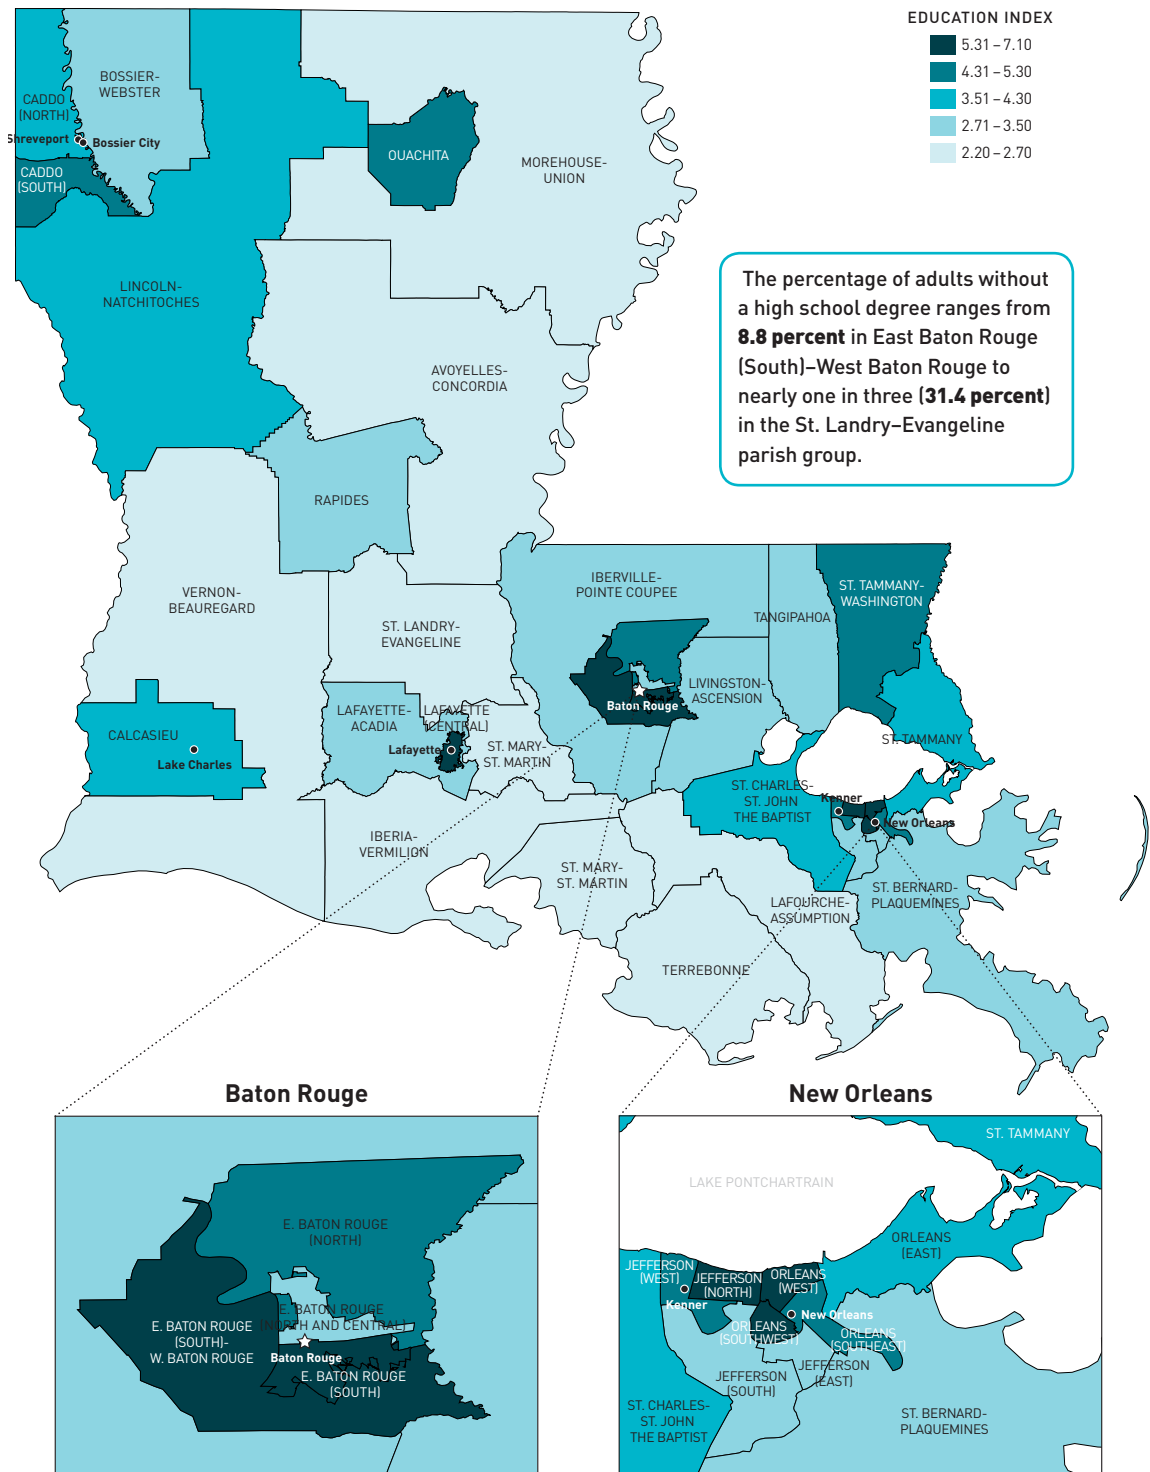 EDUCATION INDEX
5.31 – 7.10
4.31 – 5.30
3.51 – 4.30
2.71 – 3.50
2.20 – 2.70
The percentage of adults without
a high school degree ranges from
8.8 percent in East Baton Rouge
(South)–West Baton Rouge to
nearly one in three (31.4 percent)
in the St. Landry–Evangeline
parish group.
BOSSIER-
WEBSTER
CADDO
(NORTH)
Shreveport
Bossier City
CADDO
(SOUTH)
OUACHITA
MOREHOUSE-
UNION
LINCOLN-
NATCHITOCHES
AVOYELLES-
CONCORDIA
RAPIDES
VERNON-
BEAUREGARD
ST. LANDRY-
EVANGELINE
IBERVILLE-
POINTE COUPEE
TANGIPAHOA
ST. TAMMANY-
WASHINGTON
LIVINGSTON-
ASCENSION
Baton Rouge
CALCASIEU
Lake Charles
LAFAYETTE-
ACADIA
LAFAYETTE
(CENTRAL)
Lafayette
ST. MARY-
ST. MARTIN
ST. TAMMANY
ST. CHARLES-
ST. JOHN
THE BAPTIST
Kenner
New Orleans
IBERIA-
VERMILION
ST. MARY-
ST. MARTIN
LAFOURCHE-
ASSUMPTION
ST. BERNARD-
PLAQUEMINES
TERREBONNE
Baton Rouge
E. BATON ROUGE
(NORTH)
E. BATON ROUGE
(NORTH AND CENTRAL)
E. BATON ROUGE
(SOUTH)-
W. BATON ROUGE
Baton Rouge
E. BATON ROUGE
(SOUTH)
New Orleans
ST. TAMMANY
LAKE PONTCHARTRAIN
ORLEANS
(EAST)
JEFFERSON
(WEST)
JEFFERSON
(NORTH)
ORLEANS
(WEST)
Kenner
New Orleans
ORLEANS
(SOUTHWEST)
ORLEANS
(SOUTHEAST)
JEFFERSON
(EAST)
JEFFERSON
(SOUTH)
ST. CHARLES-
ST. JOHN
THE BAPTIST
ST. BERNARD-
PLAQUEMINES